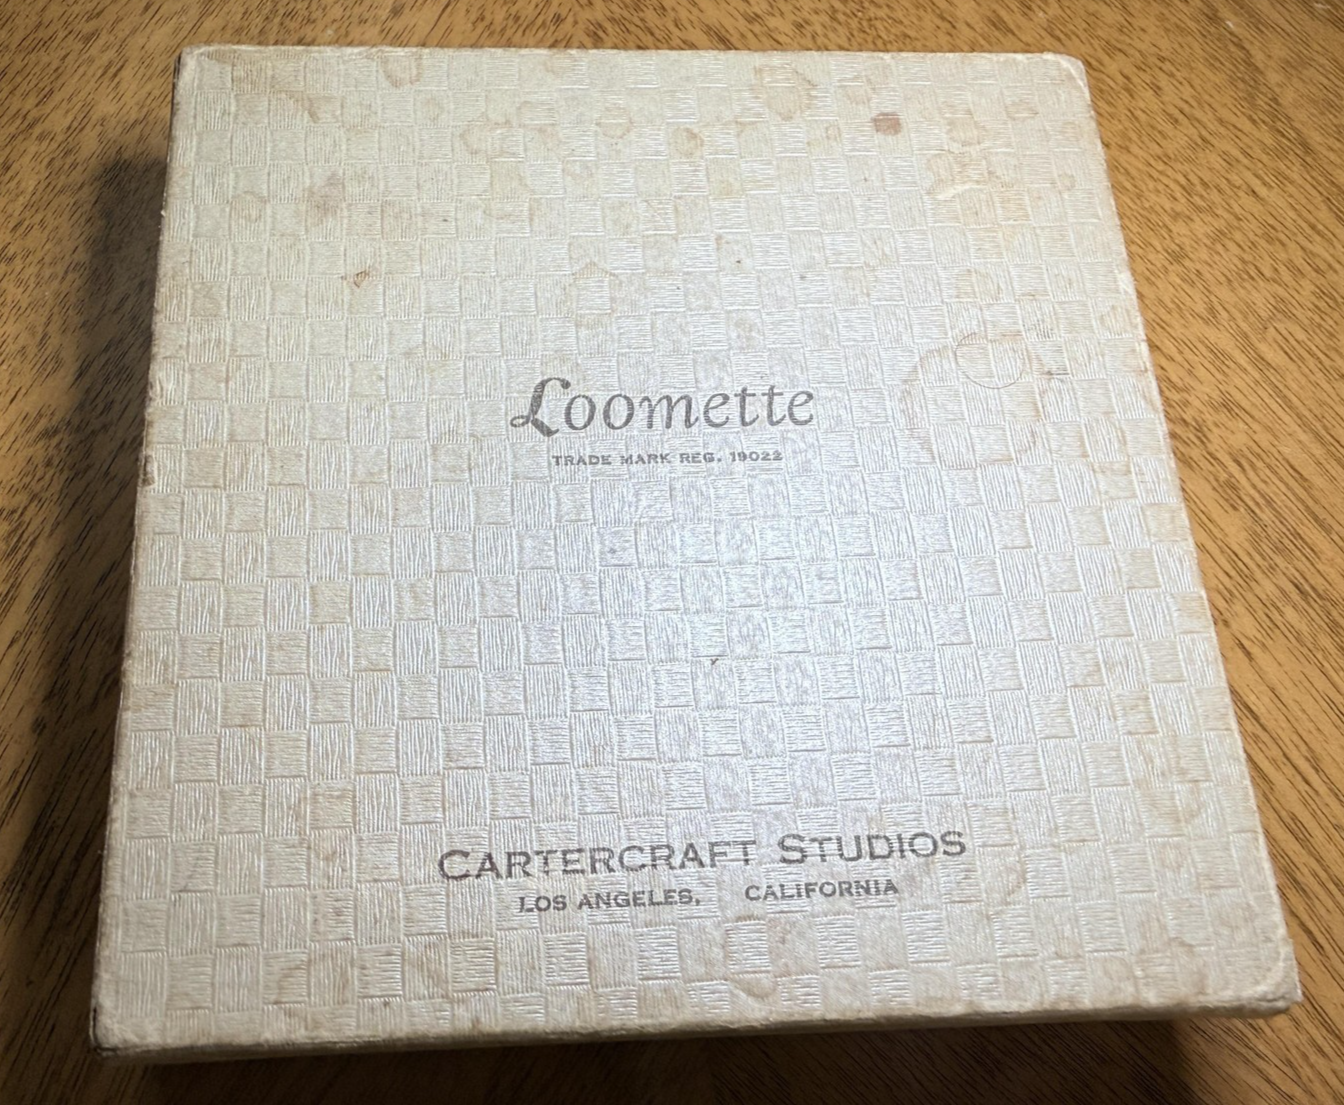 Loomette
TRADE MARK REG. 19022
CARTERCRAFT STUDIOS
LOS ANGELES, CALIFORNIA